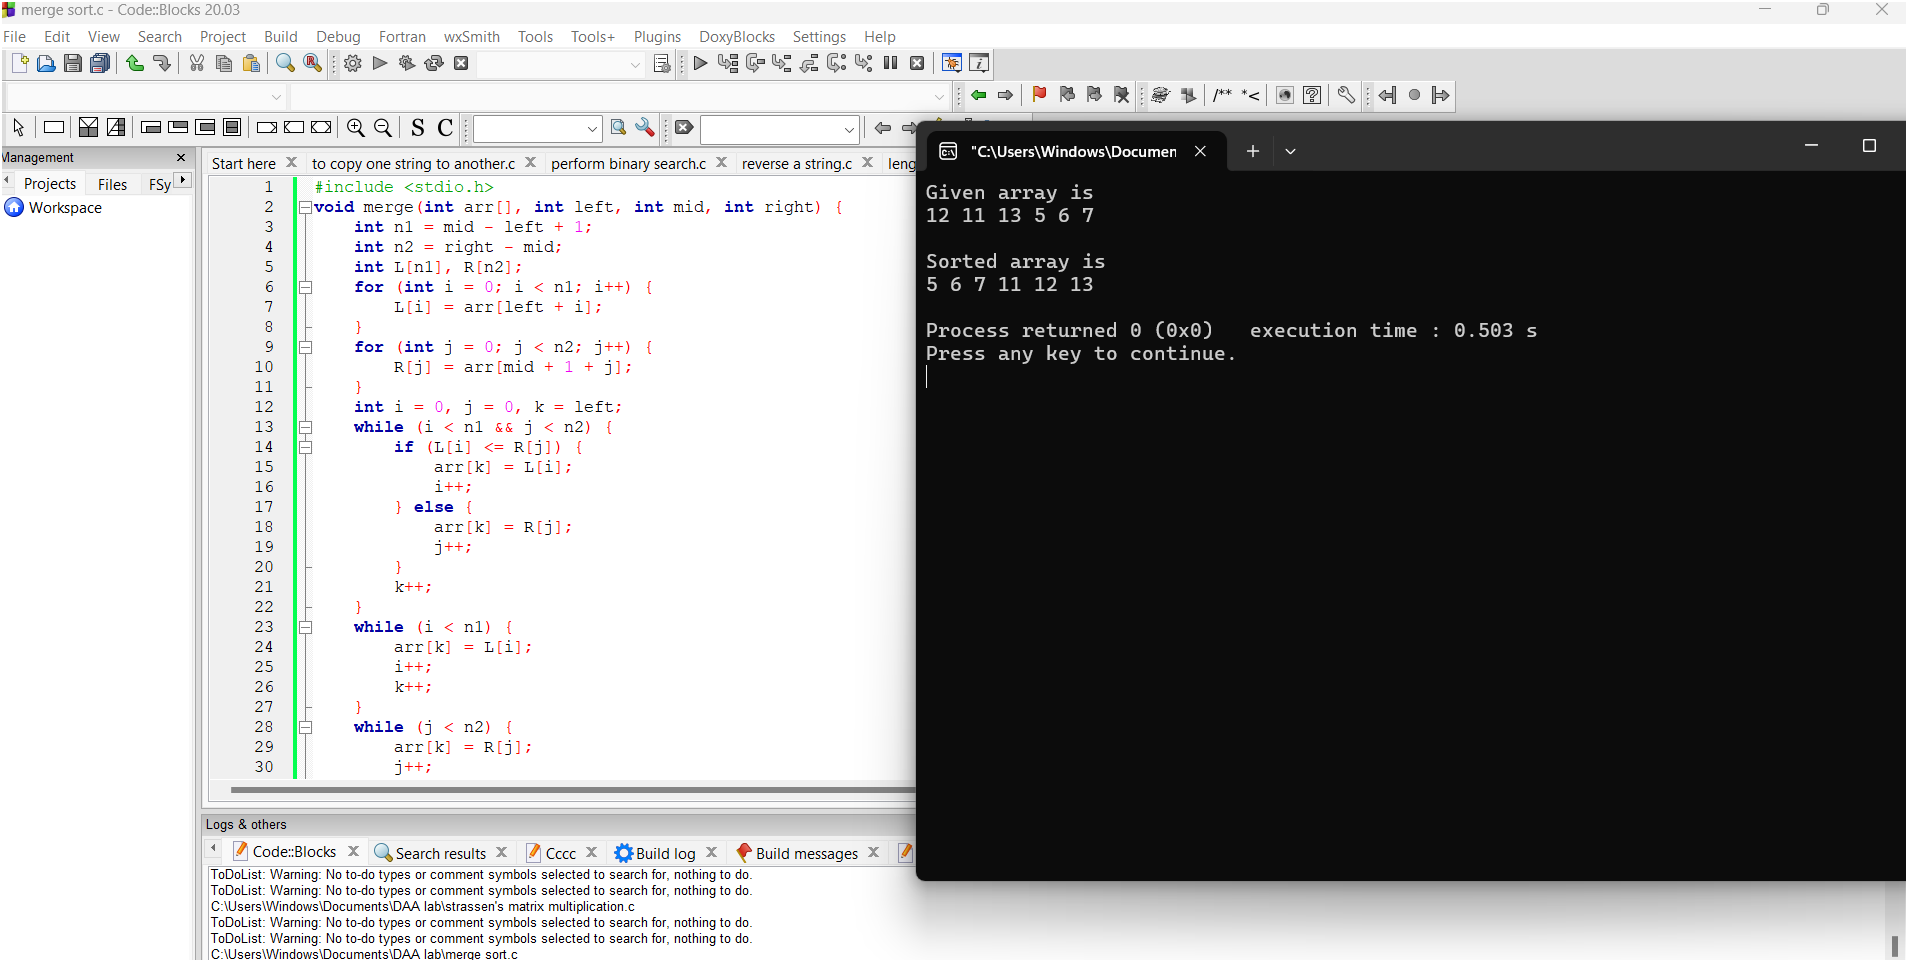 merge sort.c - Code::Blocks 20.03
File Edit View Search Project Build Debug Fortran wxSmith Tools Tools+ Plugins DoxyBlocks Settings Help
/** *<
S C
Management
Projects Files FSy
Workspace
Start here to copy one string to another.c perform binary search.c reverse a string.c leng
1 #include <stdio.h>
2 void merge(int arr[], int left, int mid, int right) {
3 int n1 = mid - left + 1;
4 int n2 = right - mid;
5 int L[n1], R[n2];
6 for (int i = 0; i < n1; i++) {
7 L[i] = arr[left + i];
8 }
9 for (int j = 0; j < n2; j++) {
10 R[j] = arr[mid + 1 + j];
11 }
12 int i = 0, j = 0, k = left;
13 while (i < n1 && j < n2) {
14 if (L[i] <= R[j]) {
15 arr[k] = L[i];
16 i++;
17 } else {
18 arr[k] = R[j];
19 j++;
20 }
21 k++;
22 }
23 while (i < n1) {
24 arr[k] = L[i];
25 i++;
26 k++;
27 }
28 while (j < n2) {
29 arr[k] = R[j];
30 j++;
"C:\Users\Windows\Documen
Given array is
12 11 13 5 6 7
Sorted array is
5 6 7 11 12 13
Process returned 0 (0x0) execution time : 0.503 s
Press any key to continue.
Logs & others
Code::Blocks Search results Cccc Build log Build messages
ToDoList: Warning: No to-do types or comment symbols selected to search for, nothing to do.
ToDoList: Warning: No to-do types or comment symbols selected to search for, nothing to do.
C:\Users\Windows\Documents\DAA lab\strassen's matrix multiplication.c
ToDoList: Warning: No to-do types or comment symbols selected to search for, nothing to do.
ToDoList: Warning: No to-do types or comment symbols selected to search for, nothing to do.
C:\Users\Windows\Documents\DAA lab\merge sort.c